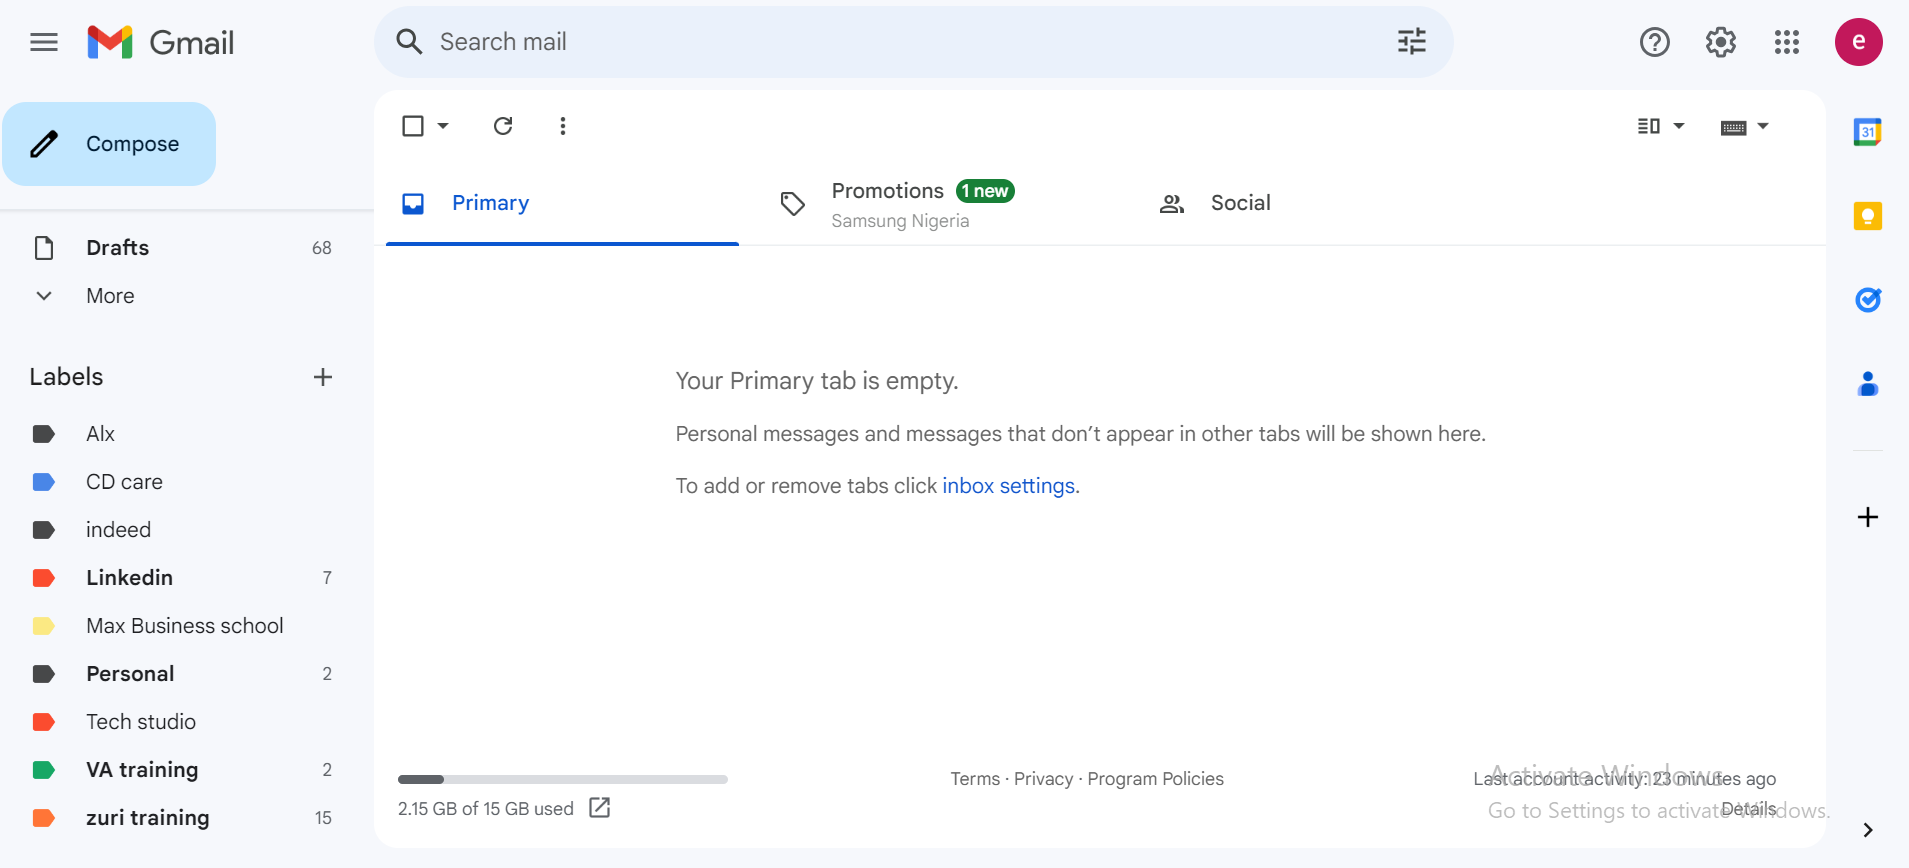 Gmail
Search mail
e
Compose
Drafts 68
More
Labels
Alx
CD care
indeed
Linkedin 7
Max Business school
Personal 2
Tech studio
VA training 2
zuri training 15
Primary
Promotions 1 new
Samsung Nigeria
Social
Your Primary tab is empty.
Personal messages and messages that don’t appear in other tabs will be shown here.
To add or remove tabs click inbox settings.
2.15 GB of 15 GB used
Terms · Privacy · Program Policies
Last account activity: 23 minutes ago
Details
Activate Windows
Go to Settings to activate Windows.
31